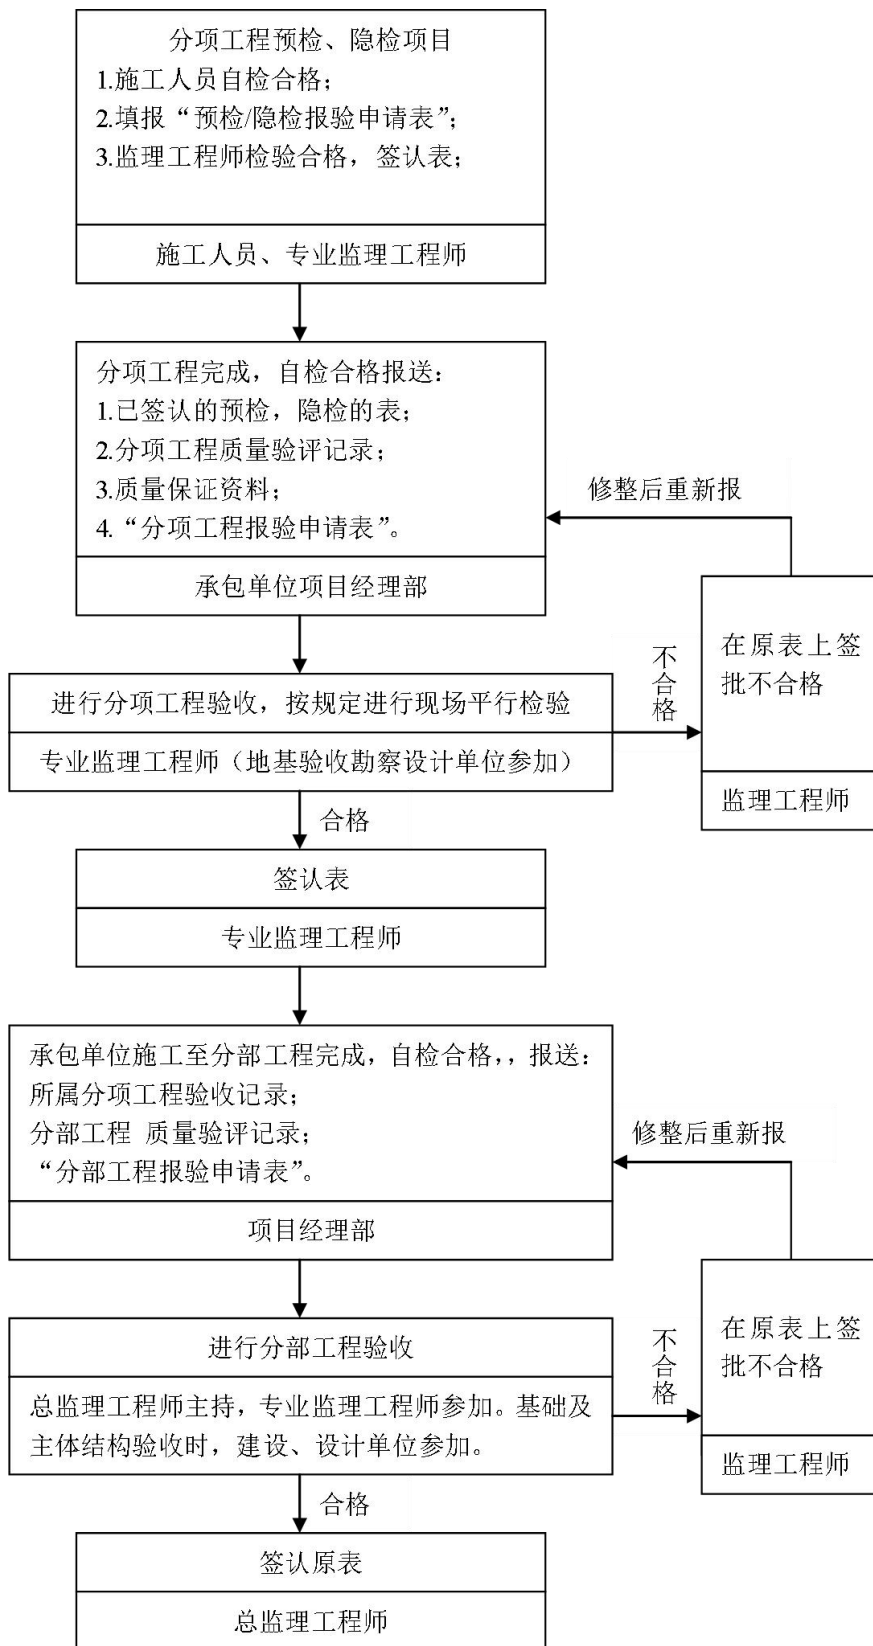 分项工程预检、隐检项目
1.施工人员自检合格；
2.填报“预检/隐检报验申请表”；
3.监理工程师检验合格，签认表；
施工人员、专业监理工程师
分项工程完成，自检合格报送：
1.已签认的预检，隐检的表；
2.分项工程质量验评记录；
3.质量保证资料；
4.“分项工程报验申请表”。
承包单位项目经理部
修整后重新报
进行分项工程验收，按规定进行现场平行检验
专业监理工程师（地基验收勘察设计单位参加）
不合格
在原表上签
批不合格
监理工程师
合格
签认表
专业监理工程师
承包单位施工至分部工程完成，自检合格，，报送：
所属分项工程验收记录；
分部工程 质量验评记录；
“分部工程报验申请表”。
项目经理部
修整后重新报
进行分部工程验收
总监理工程师主持，专业监理工程师参加。基础及
主体结构验收时，建设、设计单位参加。
不合格
在原表上签
批不合格
监理工程师
合格
签认原表
总监理工程师